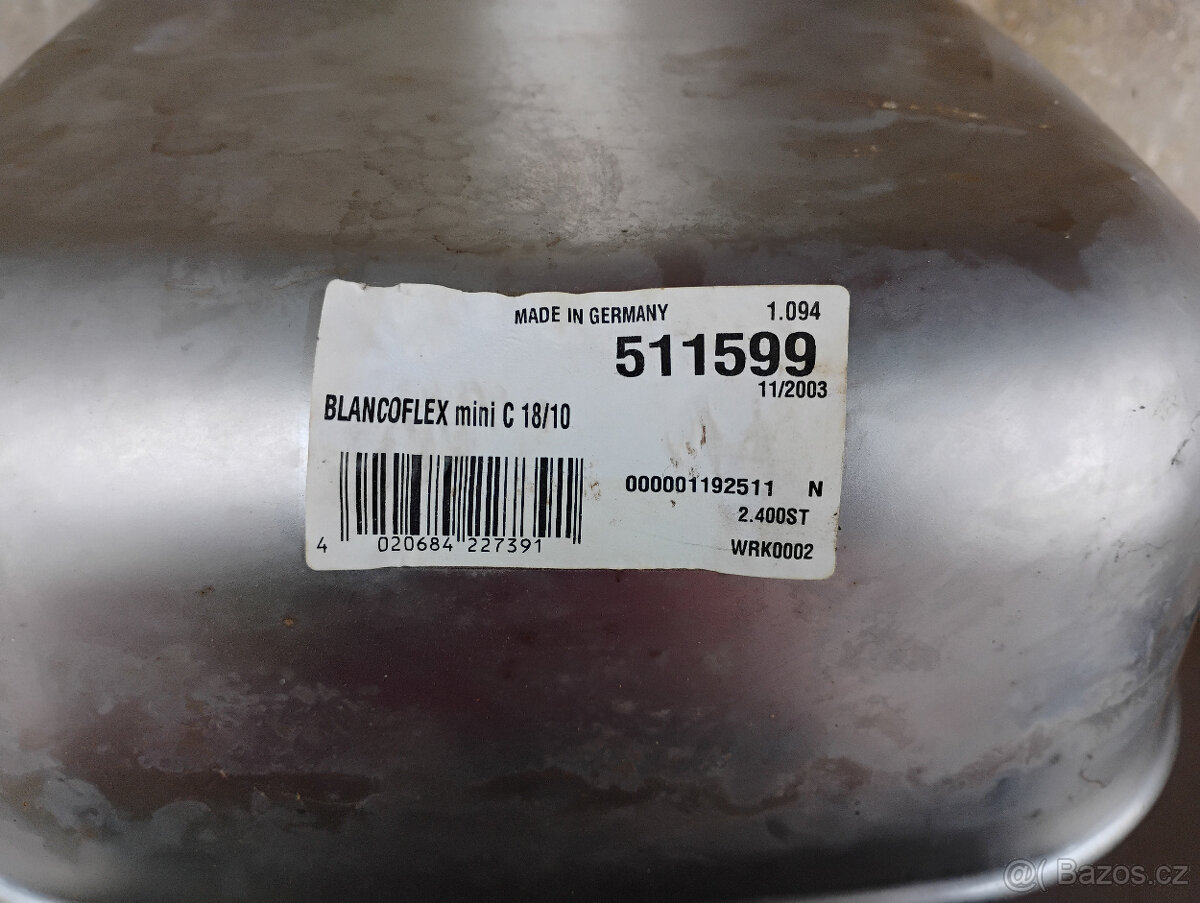 MADE IN GERMANY 1.094
511599
11/2003
BLANCOFLEX mini C 18/10
000001192511 N
2.400ST
WRK0002
4 020684 227391
@( Bazos.cz